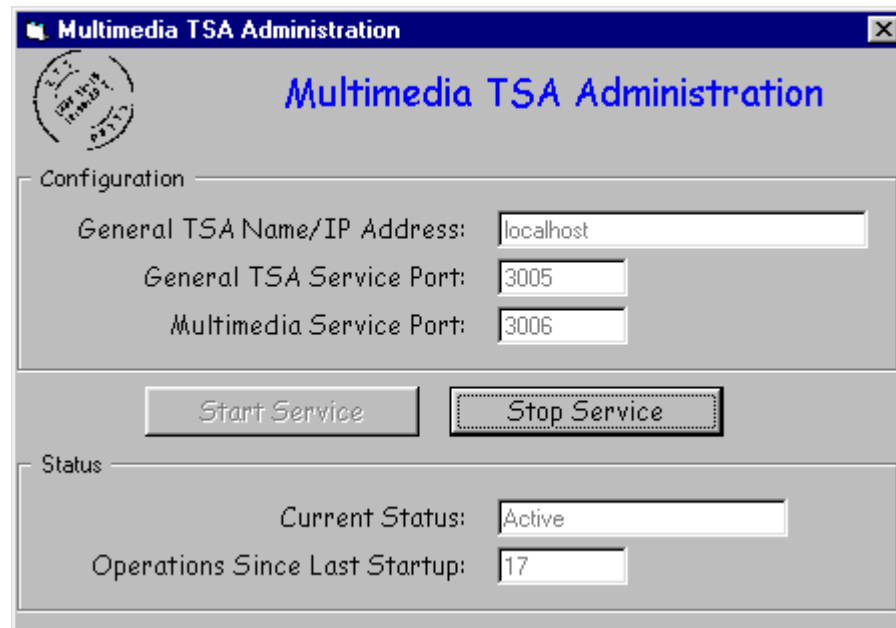 Multimedia TSA Administration
Multimedia TSA Administration
Configuration
General TSA Name/IP Address: localhost
General TSA Service Port: 3005
Multimedia Service Port: 3006
Start Service Stop Service
Status
Current Status: Active
Operations Since Last Startup: 17